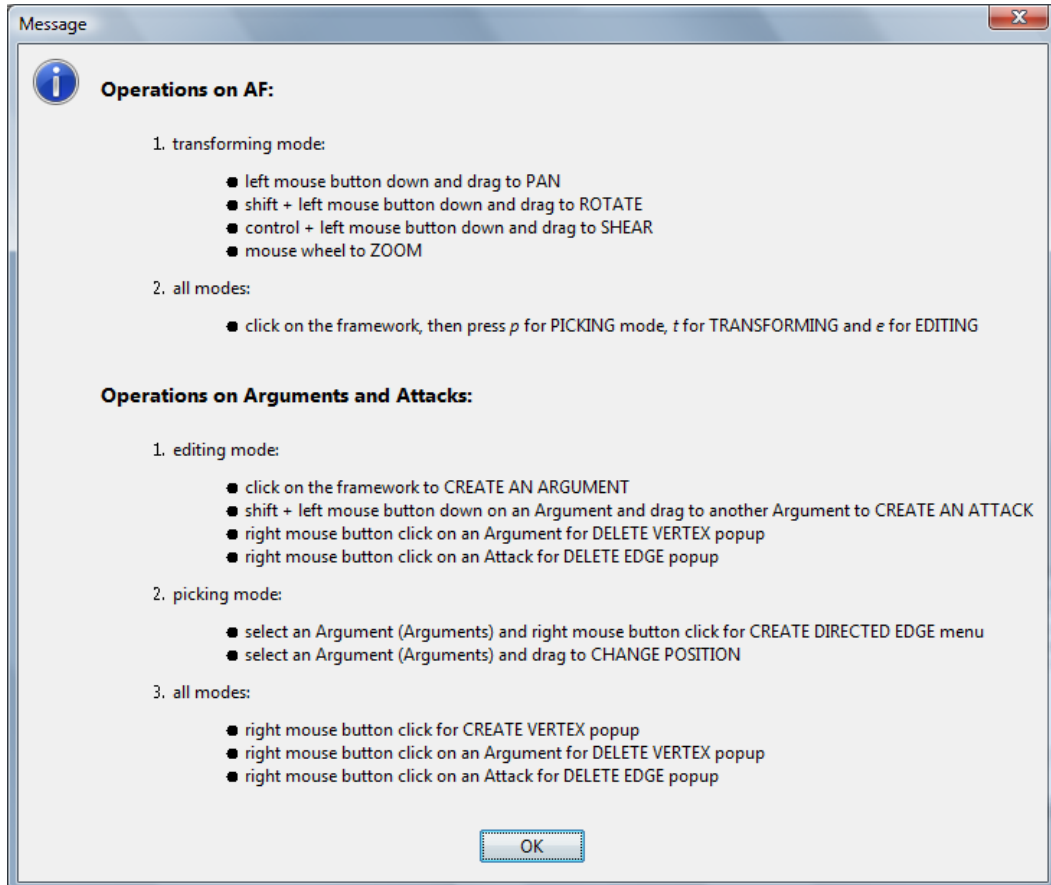 Message
Operations on AF:
1. transforming mode:
● left mouse button down and drag to PAN
● shift + left mouse button down and drag to ROTATE
● control + left mouse button down and drag to SHEAR
● mouse wheel to ZOOM
2. all modes:
● click on the framework, then press p for PICKING mode, t for TRANSFORMING and e for EDITING
Operations on Arguments and Attacks:
1. editing mode:
● click on the framework to CREATE AN ARGUMENT
● shift + left mouse button down on an Argument and drag to another Argument to CREATE AN ATTACK
● right mouse button click on an Argument for DELETE VERTEX popup
● right mouse button click on an Attack for DELETE EDGE popup
2. picking mode:
● select an Argument (Arguments) and right mouse button click for CREATE DIRECTED EDGE menu
● select an Argument (Arguments) and drag to CHANGE POSITION
3. all modes:
● right mouse button click for CREATE VERTEX popup
● right mouse button click on an Argument for DELETE VERTEX popup
● right mouse button click on an Attack for DELETE EDGE popup
OK